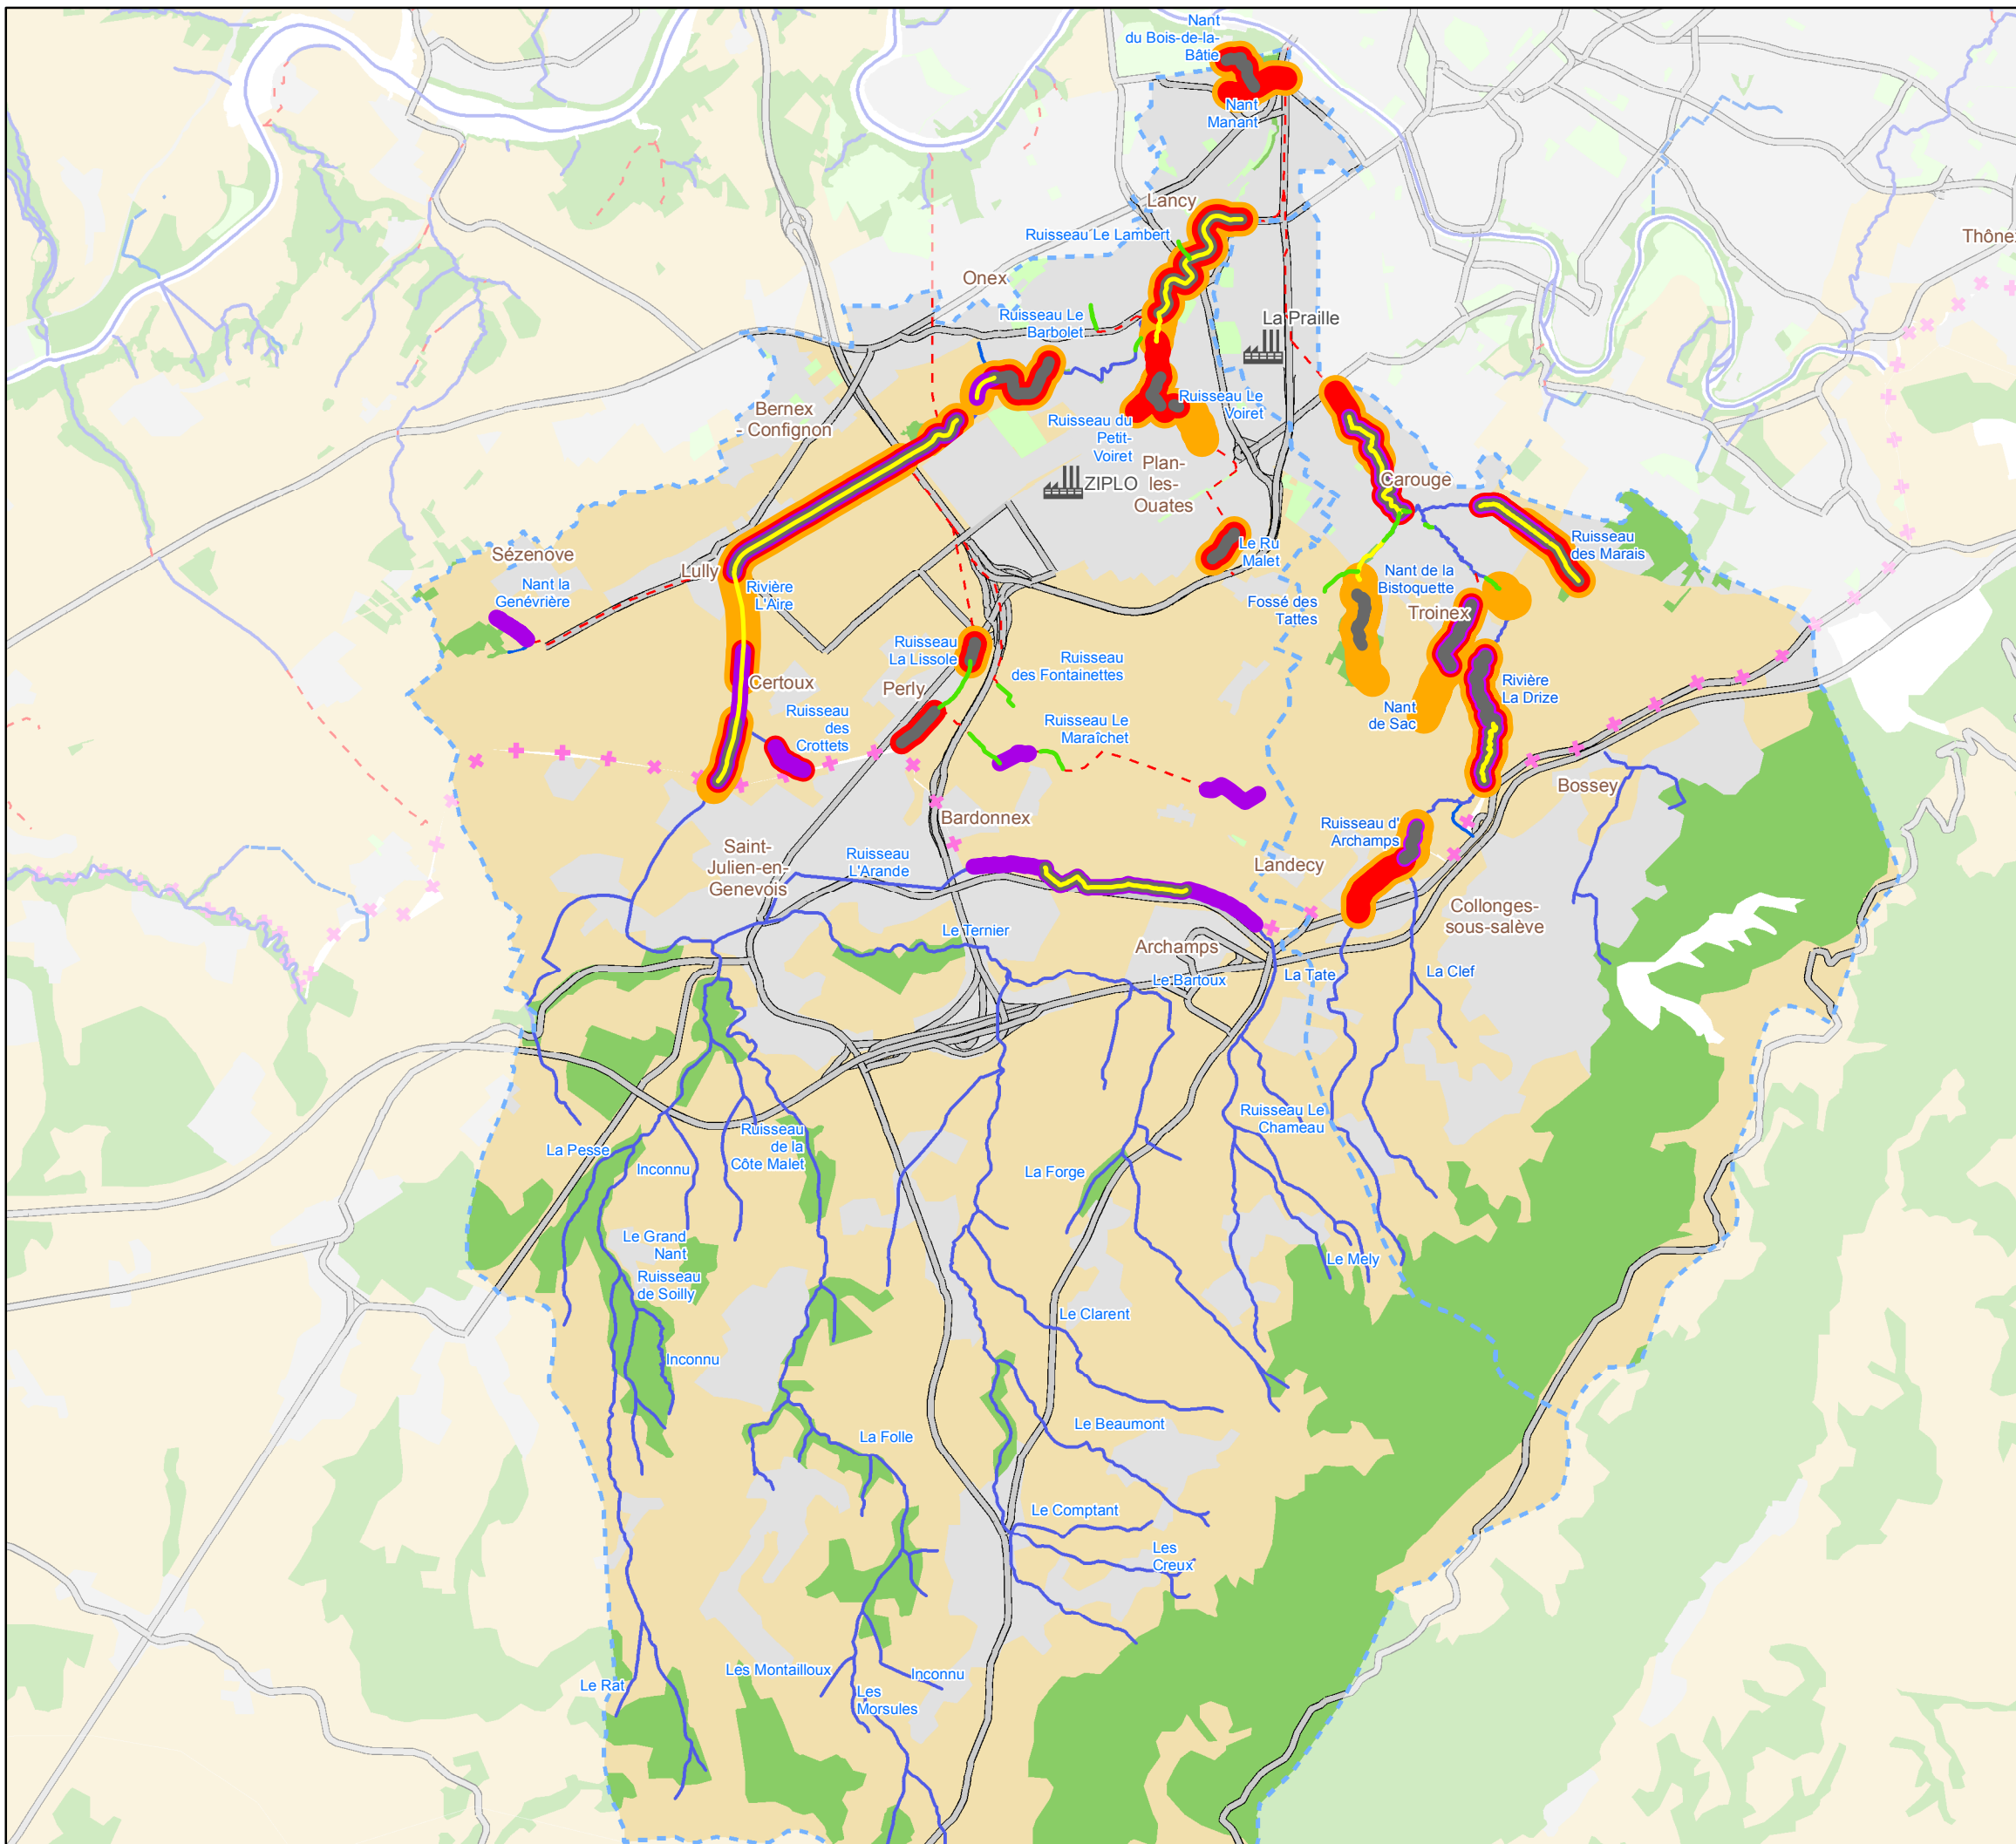 Nant
du Bois-de-la-
Bâtie
Nant
Manant
Lancy
Ruisseau Le Lambert
Thône
Onex
Ruisseau Le
Barbolet
La Praille
Bernex
- Confignon
Ruisseau Le
Voiret
Ruisseau du
Petit-
Voiret
Plan-
les-
Ouates
ZIPLO
Carouge
Sézenove
Lully
Nant la
Genévrière
Rivière
L'Aire
Le Ru
Malet
Ruisseau
des Marais
Nant de la
Bistoquette
Fossé des
Tattes
Troinex
Ruisseau
La Lissole
Ruisseau
des Fontainettes
Certoux
Perly
Rivière
La Drize
Nant
de Sac
Ruisseau
des
Crottets
Ruisseau Le
Maraîchet
Bossey
Bardonnex
Ruisseau d'
Archamps
Saint-
Julien-en-
Genevois
Ruisseau
L'Arande
Landecy
Collonges-
sous-salève
Le Ternier
Archamps
Le Bartoux
La Tate
La Clef
Ruisseau Le
Chameau
La Pesse
Inconnu
Ruisseau
de la
Côte Malet
La Forge
Le Grand
Nant
Ruisseau
de Soilly
Le Mely
Le Clarent
Inconnu
La Folle
Le Beaumont
Le Comptant
Les
Creux
Le Rat
Les Montailloux
Inconnu
Les
Morsules